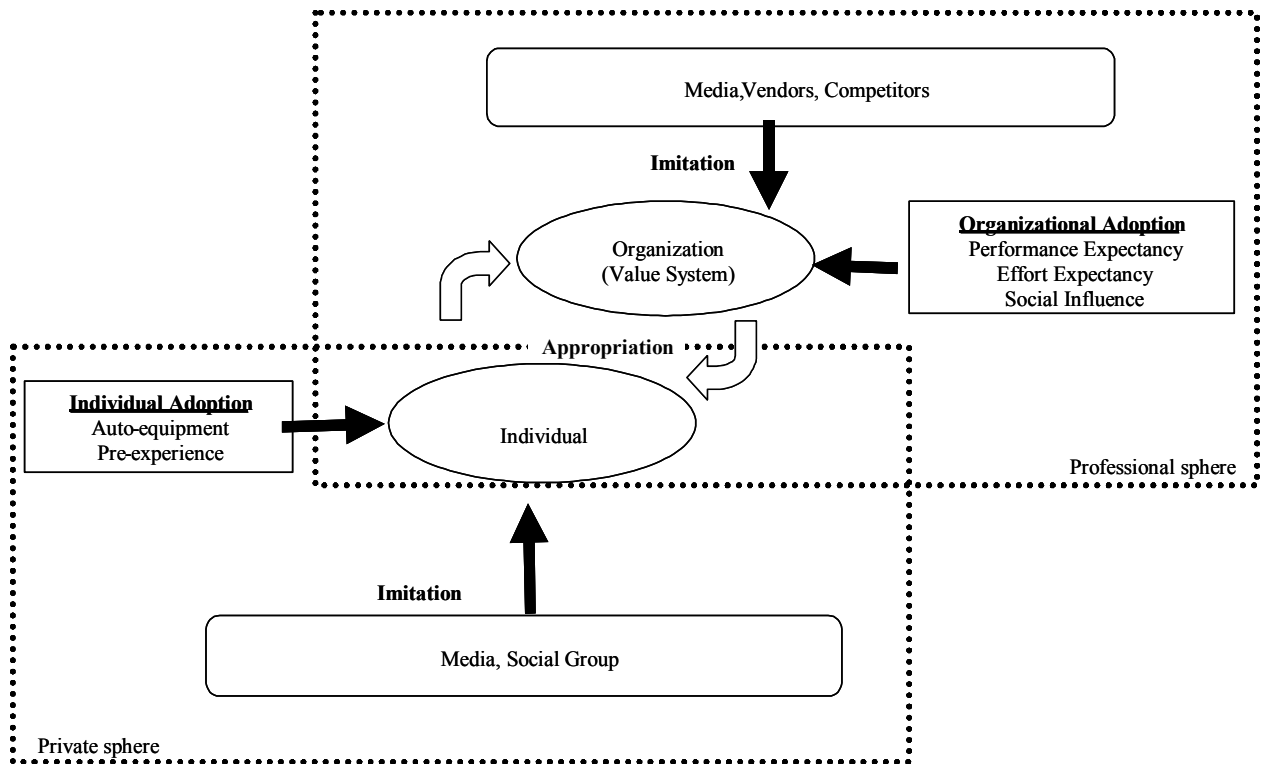 Media,Vendors, Competitors
Imitation
Organizational Adoption
Performance Expectancy
Effort Expectancy
Social Influence
Organization
(Value System)
Appropriation
Individual Adoption
Auto-equipment
Pre-experience
Individual
Professional sphere
Imitation
Media, Social Group
Private sphere